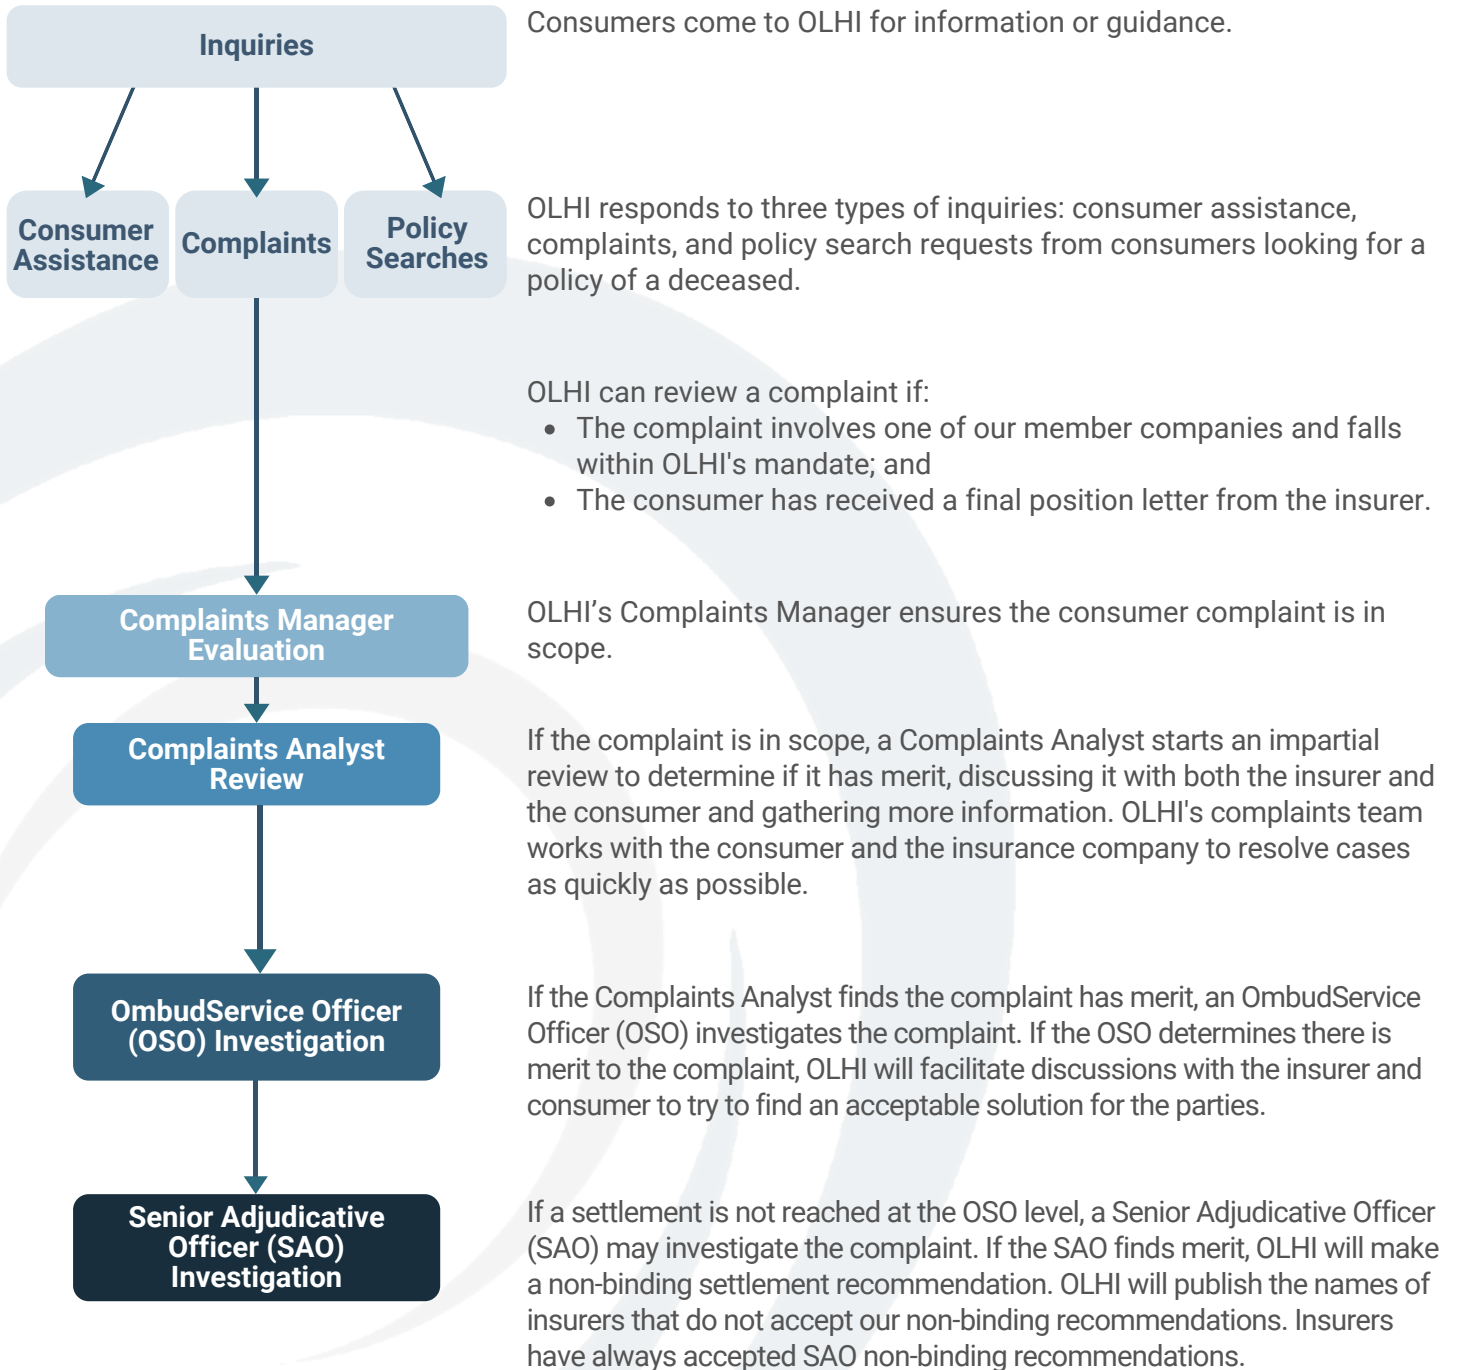 Inquiries
Consumers come to OLHI for information or guidance.
Consumer
Assistance
Complaints
Policy
Searches
OLHI responds to three types of inquiries: consumer assistance,
complaints, and policy search requests from consumers looking for a
policy of a deceased.
OLHI can review a complaint if:
• The complaint involves one of our member companies and falls
within OLHI's mandate; and
• The consumer has received a final position letter from the insurer.
Complaints Manager
Evaluation
OLHI’s Complaints Manager ensures the consumer complaint is in
scope.
Complaints Analyst
Review
If the complaint is in scope, a Complaints Analyst starts an impartial
review to determine if it has merit, discussing it with both the insurer and
the consumer and gathering more information. OLHI's complaints team
works with the consumer and the insurance company to resolve cases
as quickly as possible.
OmbudService Officer
(OSO) Investigation
If the Complaints Analyst finds the complaint has merit, an OmbudService
Officer (OSO) investigates the complaint. If the OSO determines there is
merit to the complaint, OLHI will facilitate discussions with the insurer and
consumer to try to find an acceptable solution for the parties.
Senior Adjudicative
Officer (SAO)
Investigation
If a settlement is not reached at the OSO level, a Senior Adjudicative Officer
(SAO) may investigate the complaint. If the SAO finds merit, OLHI will make
a non-binding settlement recommendation. OLHI will publish the names of
insurers that do not accept our non-binding recommendations. Insurers
have always accepted SAO non-binding recommendations.